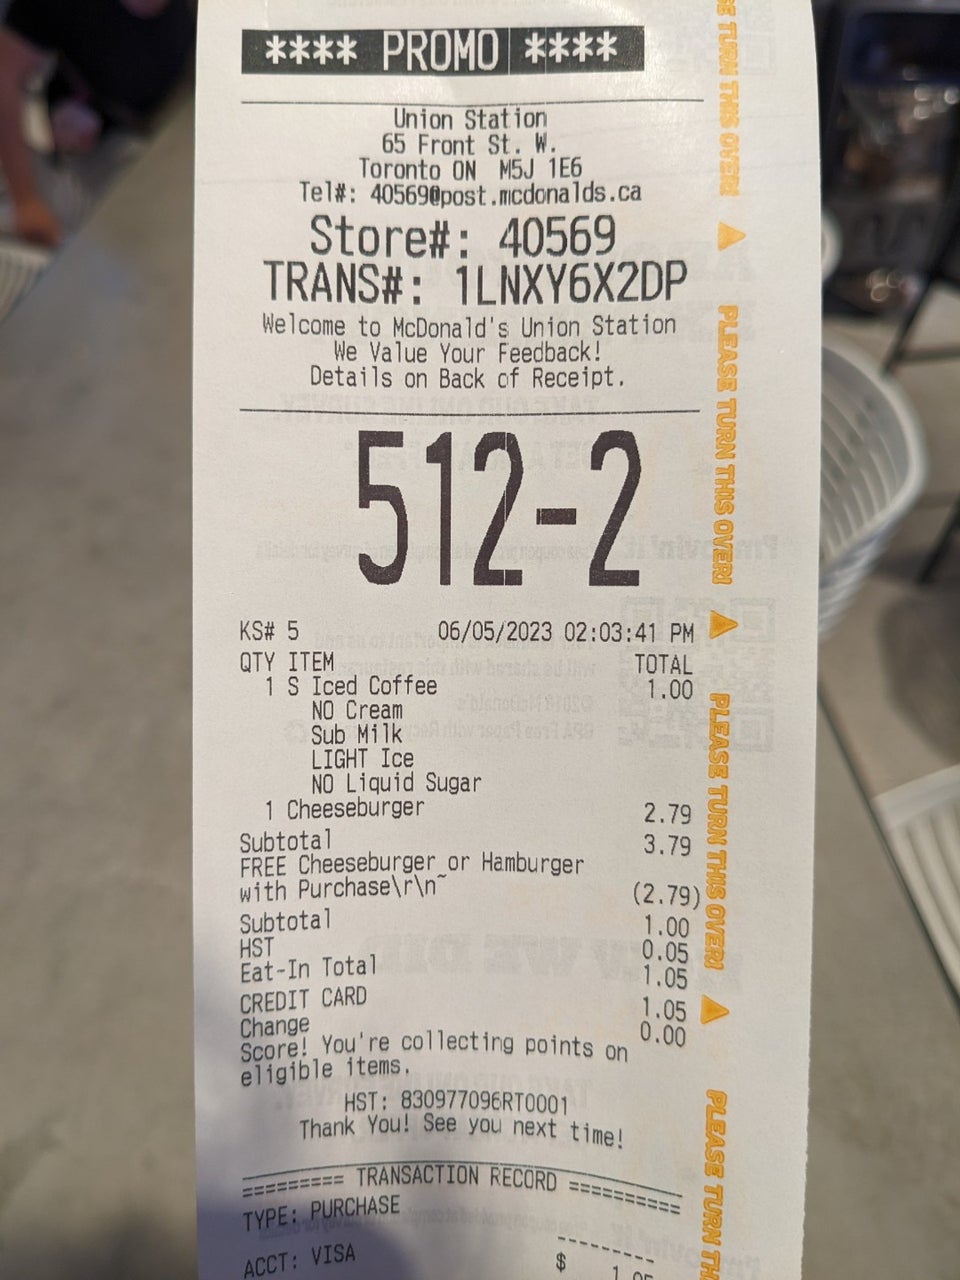 **** PROMO ****
Union Station
65 Front St. W.
Toronto ON M5J 1E6
Tel#: 40569@post.mcdonalds.ca
Store#: 40569
TRANS#: 1LNXY6X2DP
Welcome to McDonald's Union Station
We Value Your Feedback!
Details on Back of Receipt.
512-2
KS# 5 06/05/2023 02:03:41 PM
QTY ITEM TOTAL
1 S Iced Coffee 1.00
NO Cream
Sub Milk
LIGHT Ice
NO Liquid Sugar
1 Cheeseburger 2.79
Subtotal 3.79
FREE Cheeseburger or Hamburger
with Purchase\r\n~ (2.79)
Subtotal 1.00
HST 0.05
Eat-In Total 1.05
CREDIT CARD 1.05
Change 0.00
Score! You're collecting points on
eligible items.
HST: 830977096RT0001
Thank You! See you next time!
========= TRANSACTION RECORD =========
TYPE: PURCHASE
---------
ACCT: VISA $ 1.05
SE TURN THIS OVER!
PLEASE TURN THIS OVER!
PLEASE TURN THIS OVER!
PLEASE TURN TH